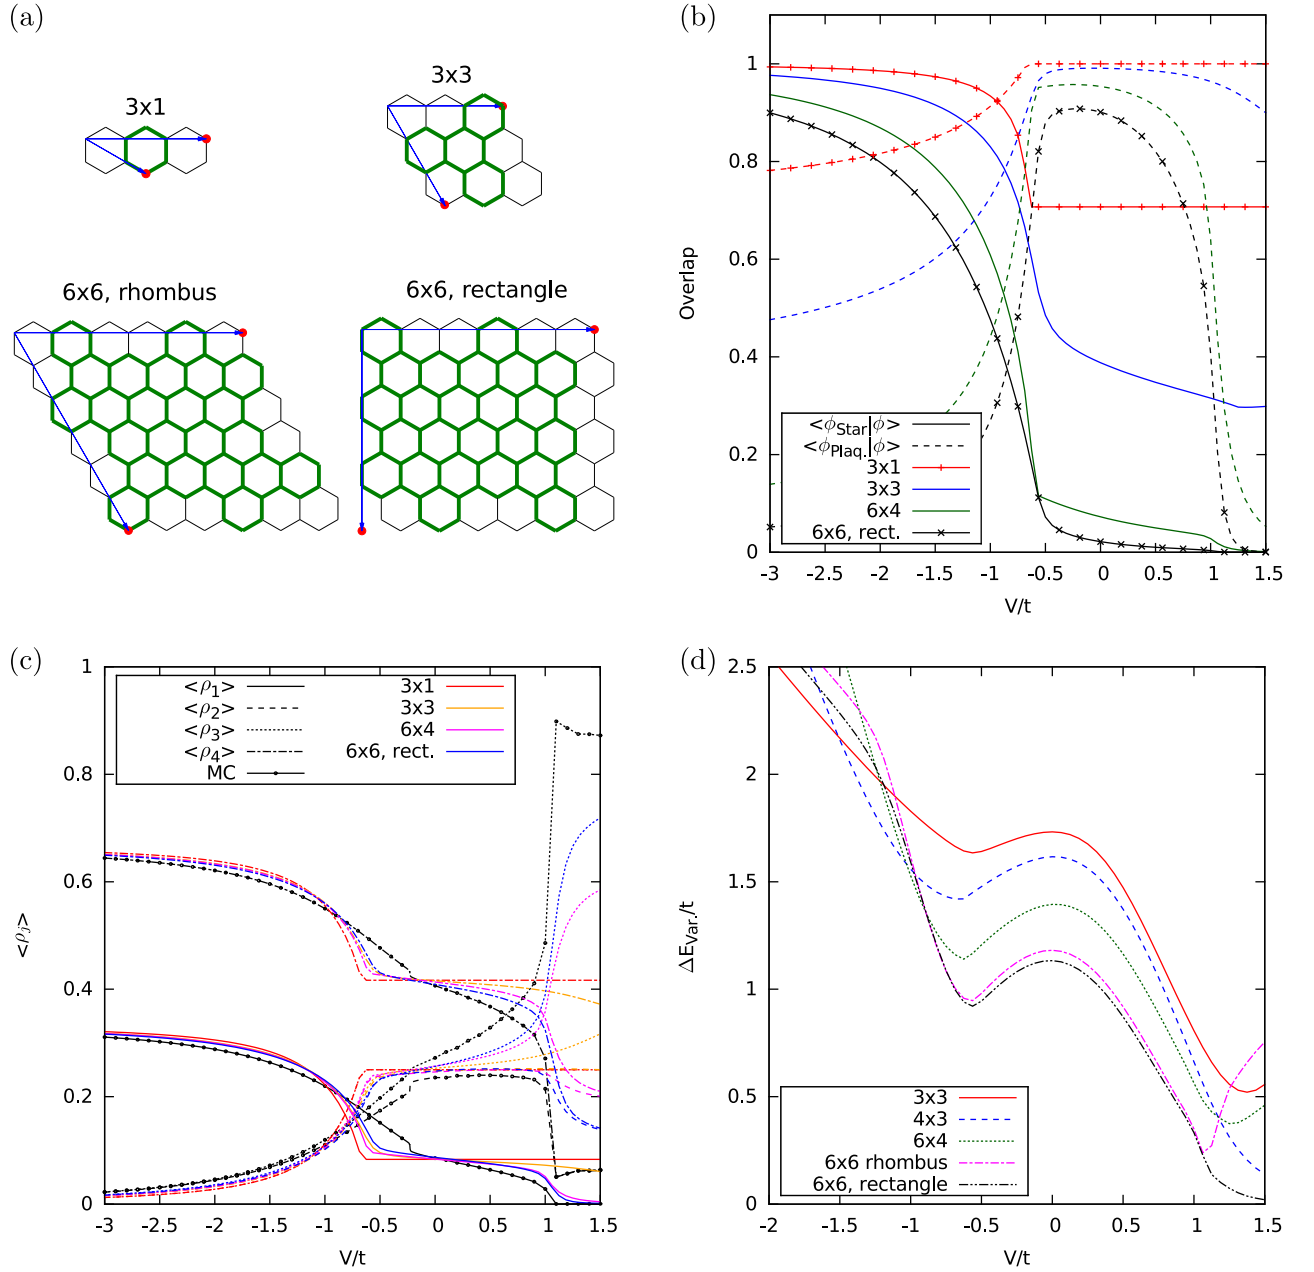 (a)
3x1
3x3
6x6, rhombus
6x6, rectangle
(b)
Overlap
1
0.8
0.6
0.4
0.2
0
<ϕStar|ϕ>
<ϕPlaq.|ϕ>
3x1
3x3
6x4
6x6, rect.
-3 -2.5 -2 -1.5 -1 -0.5 0 0.5 1 1.5
V/t
(c)
<ρj>
1
0.8
0.6
0.4
0.2
0
<ρ1>
<ρ2>
<ρ3>
<ρ4>
MC
3x1
3x3
6x4
6x6, rect.
-3 -2.5 -2 -1.5 -1 -0.5 0 0.5 1 1.5
V/t
(d)
ΔEVar./t
2.5
2
1.5
1
0.5
0
3x3
4x3
6x4
6x6 rhombus
6x6, rectangle
-2 -1.5 -1 -0.5 0 0.5 1 1.5
V/t